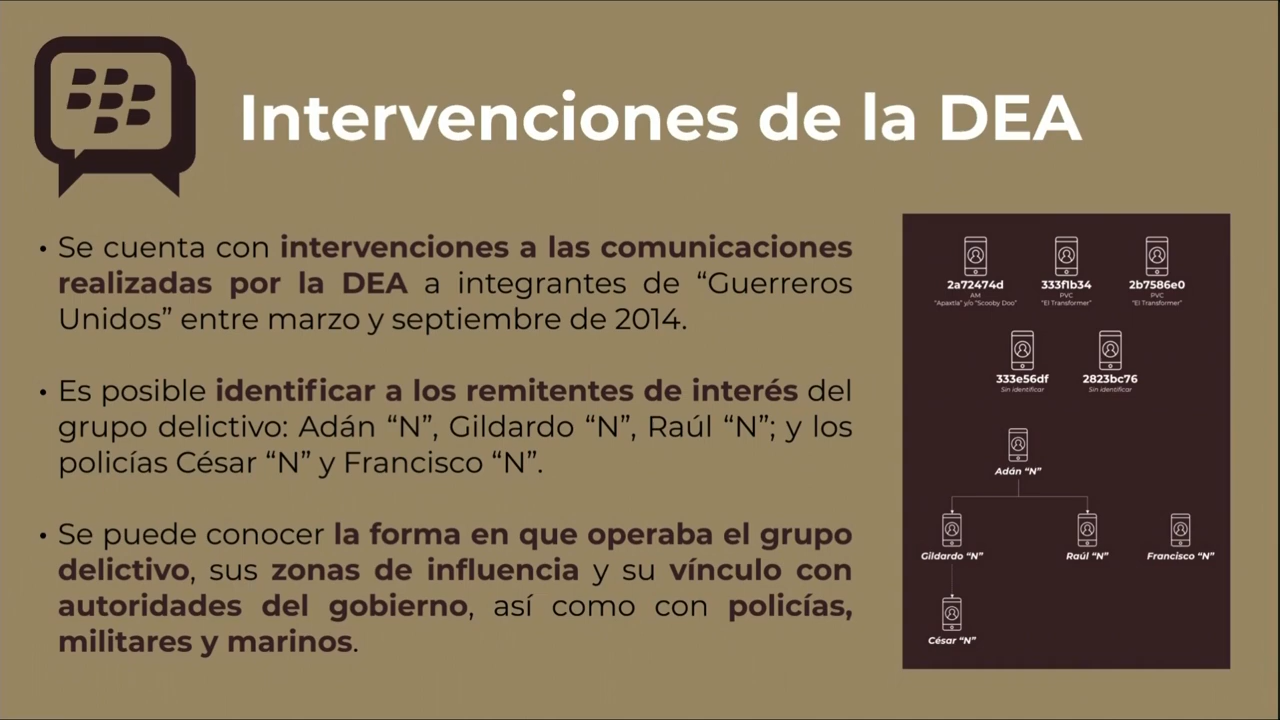 Intervenciones de la DEA
• Se cuenta con intervenciones a las comunicaciones
realizadas por la DEA a integrantes de “Guerreros
Unidos” entre marzo y septiembre de 2014.
• Es posible identificar a los remitentes de interés del
grupo delictivo: Adán “N”, Gildardo “N”, Raúl “N”; y los
policías César “N” y Francisco “N”.
• Se puede conocer la forma en que operaba el grupo
delictivo, sus zonas de influencia y su vínculo con
autoridades del gobierno, así como con policías,
militares y marinos.
2a72474d
AM
“Apaxtla” y/o “Scooby Doo”
333f1b34
PVC
“El Transformer”
2b7586e0
PVC
“El Transformer”
333e56df
Sin identificar
2823bc76
Sin identificar
Adán “N”
Gildardo “N”
Raúl “N”
Francisco “N”
César “N”